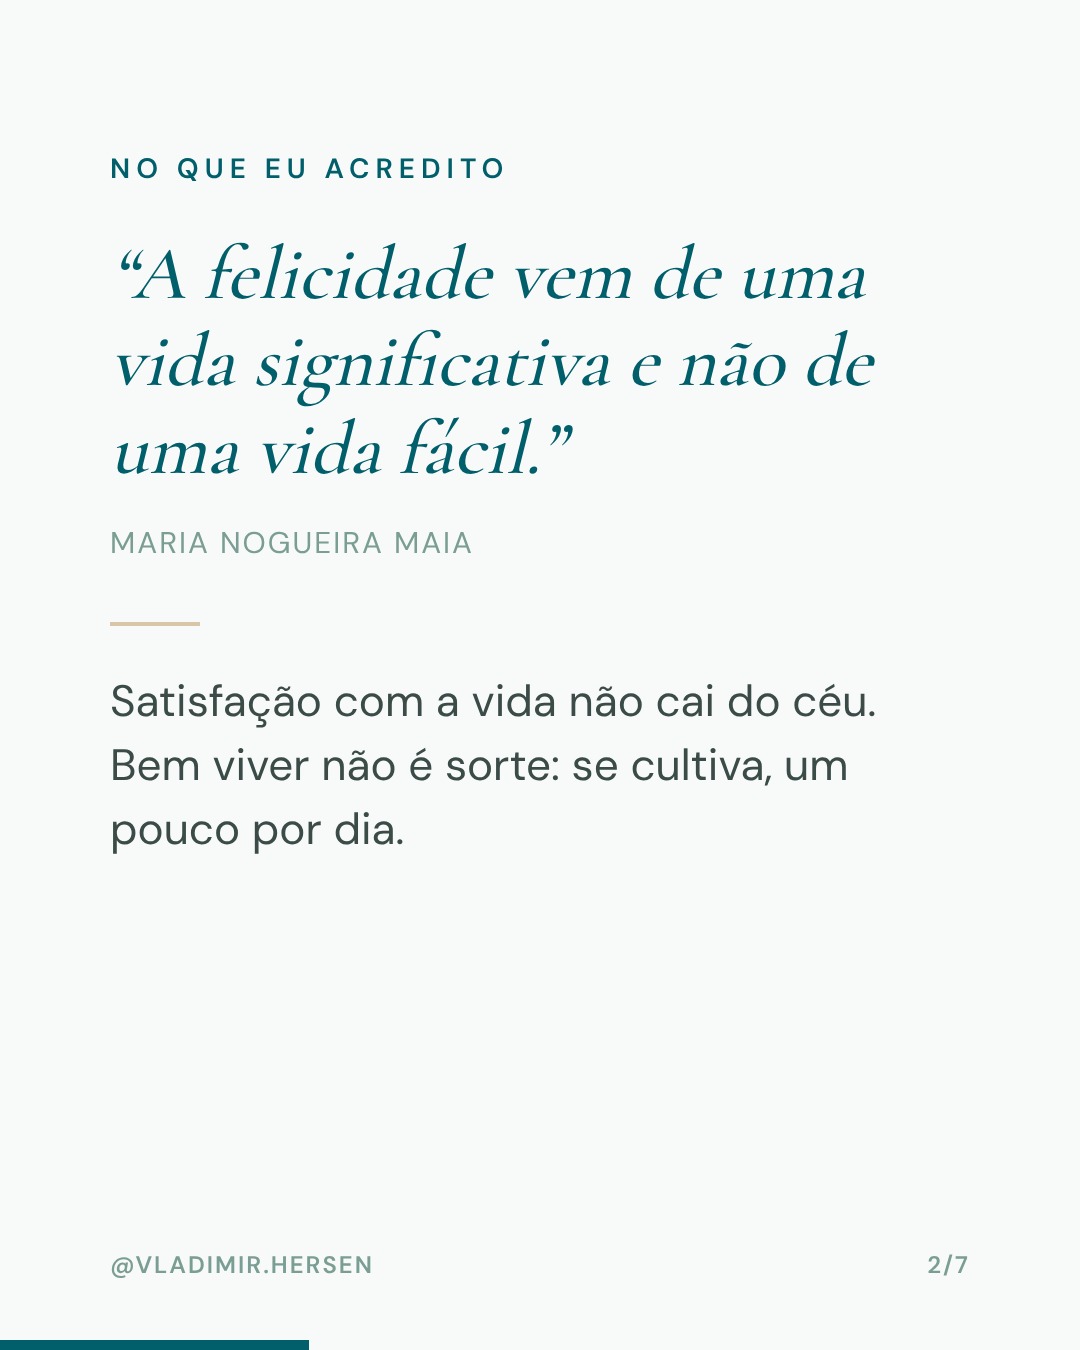 NO QUE EU ACREDITO
“A felicidade vem de uma
vida significativa e não de
uma vida fácil.”
MARIA NOGUEIRA MAIA
Satisfação com a vida não cai do céu.
Bem viver não é sorte: se cultiva, um
pouco por dia.
@VLADIMIR.HERSEN
2/7